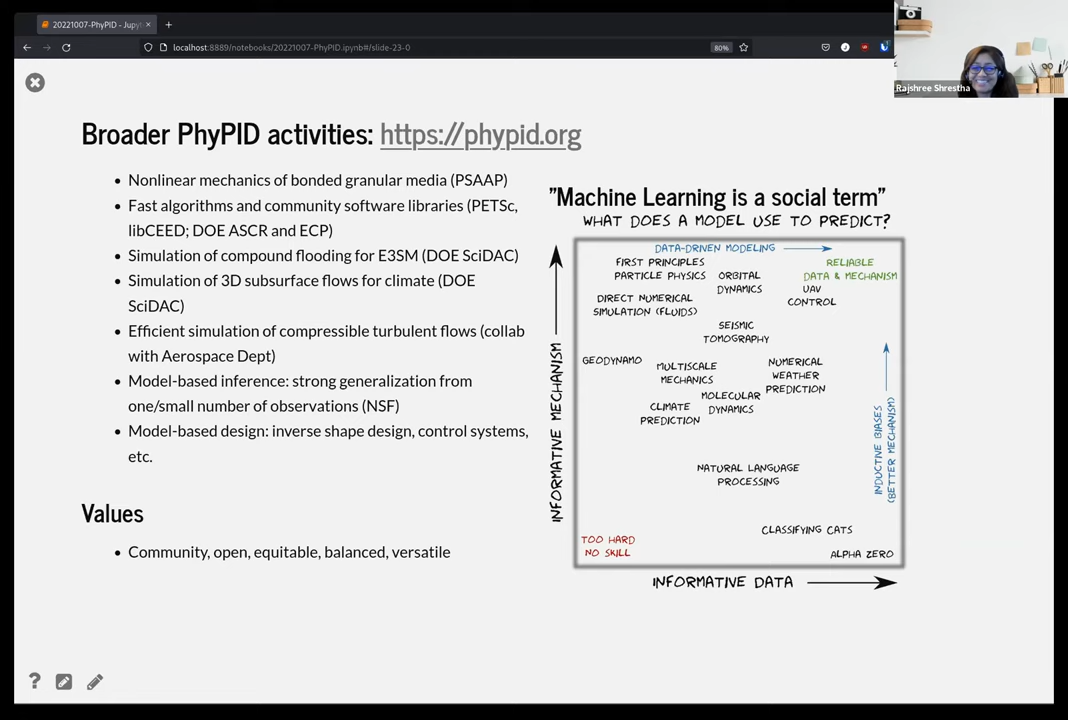 20221007-PhyPID - Jupyt
localhost:8889/notebooks/20221007-PhyPID.ipynb#/slide-23-0
80%
Rajshree Shrestha
Broader PhyPID activities: https://phypid.org
Nonlinear mechanics of bonded granular media (PSAAP)
Fast algorithms and community software libraries (PETSc,
libCEED; DOE ASCR and ECP)
Simulation of compound flooding for E3SM (DOE SciDAC)
Simulation of 3D subsurface flows for climate (DOE
SciDAC)
Efficient simulation of compressible turbulent flows (collab
with Aerospace Dept)
Model-based inference: strong generalization from
one/small number of observations (NSF)
Model-based design: inverse shape design, control systems,
etc.
Values
Community, open, equitable, balanced, versatile
"Machine Learning is a social term"
WHAT DOES A MODEL USE TO PREDICT?
DATA-DRIVEN MODELING
FIRST PRINCIPLES
PARTICLE PHYSICS
ORBITAL
DYNAMICS
RELIABLE
DATA & MECHANISM
UAV
CONTROL
DIRECT NUMERICAL
SIMULATION (FLUIDS)
SEISMIC
TOMOGRAPHY
GEODYNAMO
MULTISCALE
MECHANICS
NUMERICAL
WEATHER
PREDICTION
MOLECULAR
DYNAMICS
CLIMATE
PREDICTION
INFORMATIVE MECHANISM
INDUCTIVE BIASES
(BETTER MECHANISM)
NATURAL LANGUAGE
PROCESSING
CLASSIFYING CATS
TOO HARD
NO SKILL
ALPHA ZERO
INFORMATIVE DATA
?